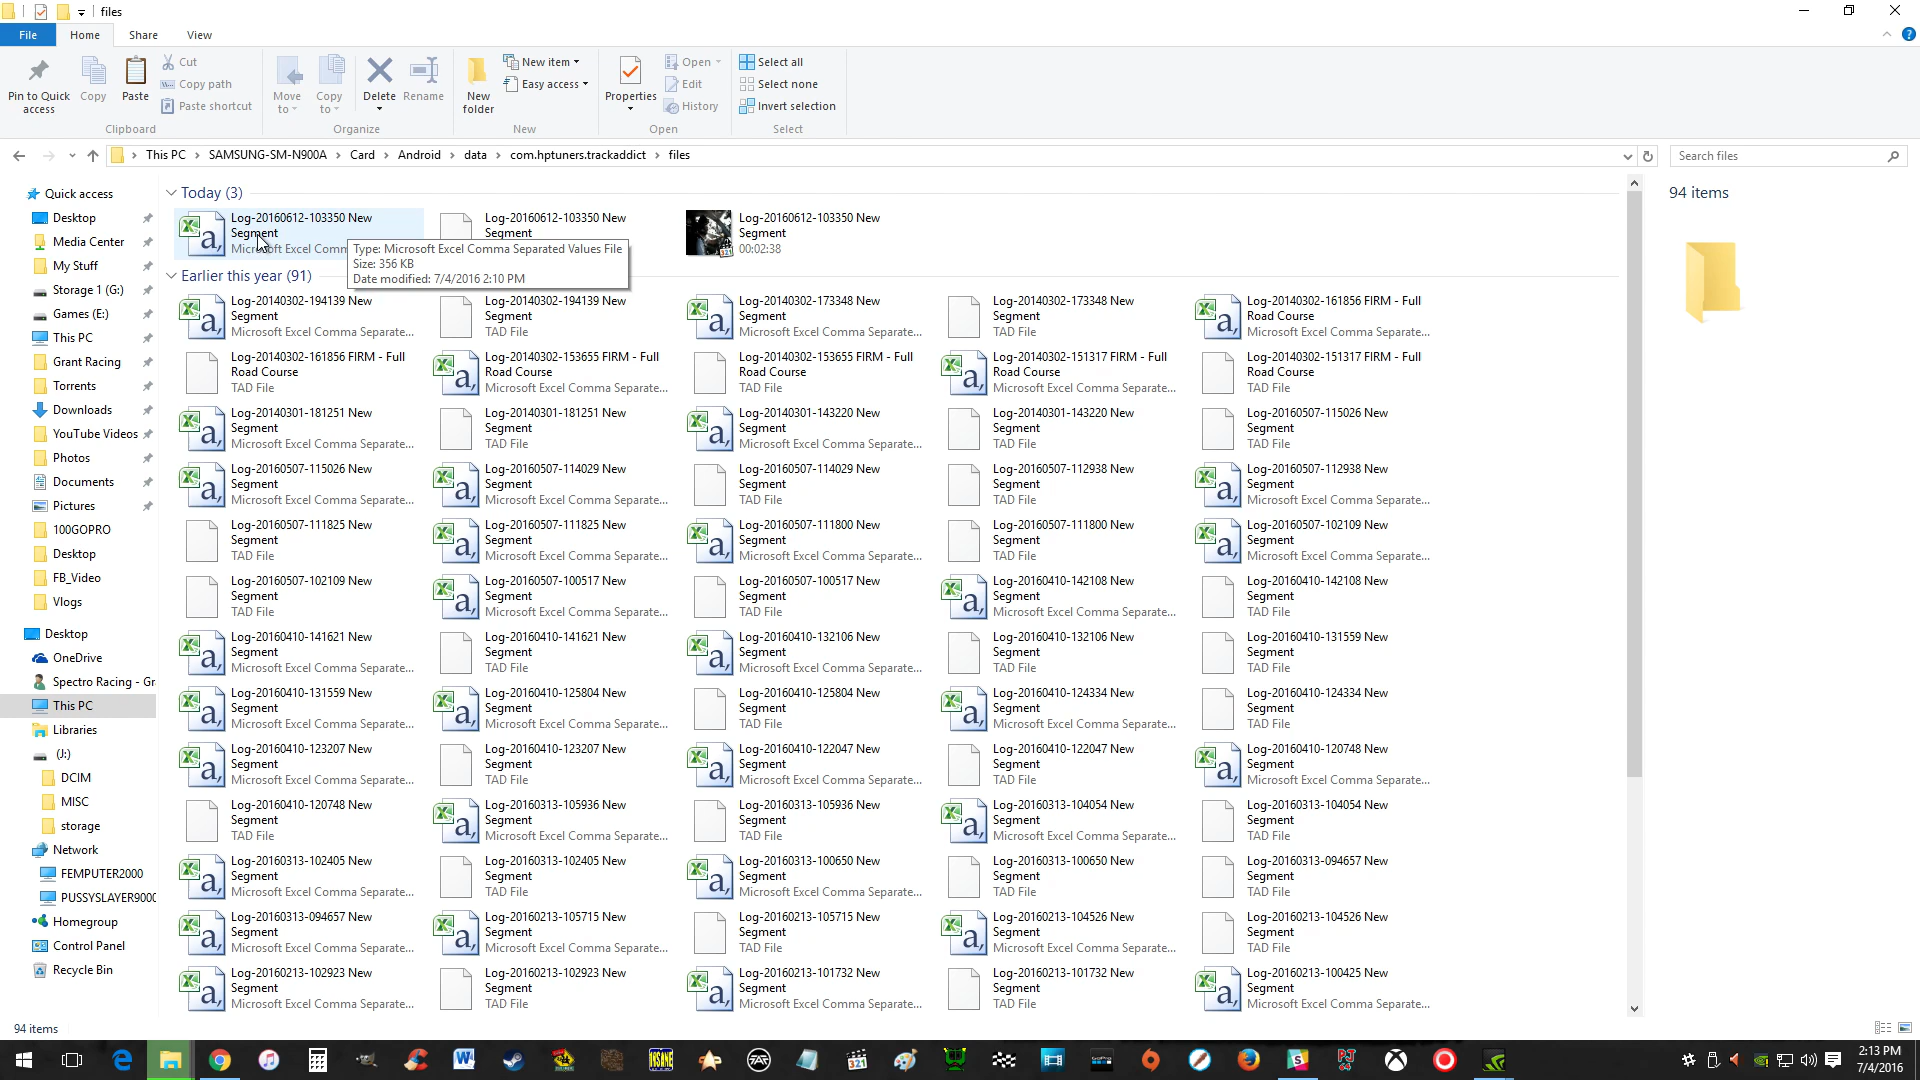 files
File
Home
Share
View
Pin to Quick
access
Copy
Paste
Cut
Copy path
Paste shortcut
Clipboard
Move
to
Copy
to
Delete
Rename
Organize
New
folder
New item
Easy access
New
Properties
Open
Edit
History
Open
Select all
Select none
Invert selection
Select
This PC
SAMSUNG-SM-N900A
Card
Android
data
com.hptuners.trackaddict
files
Search files
Quick access
Desktop
Media Center
My Stuff
Storage 1 (G:)
Games (E:)
This PC
Grant Racing
Torrents
Downloads
YouTube Videos
Photos
Documents
Pictures
100GOPRO
Desktop
FB_Video
Vlogs
Desktop
OneDrive
Spectro Racing - Gr
This PC
Libraries
(J:)
DCIM
MISC
storage
Network
FEMPUTER2000
PUSSYSLAYER900
Homegroup
Control Panel
Recycle Bin
Today (3)
Log-20160612-103350 New
Segment
Microsoft Excel Comm
Log-20160612-103350 New
Segment
Log-20160612-103350 New
Segment
00:02:38
Type: Microsoft Excel Comma Separated Values File
Size: 356 KB
Date modified: 7/4/2016 2:10 PM
Earlier this year (91)
Log-20140302-194139 New
Segment
Microsoft Excel Comma Separate...
Log-20140302-194139 New
Segment
TAD File
Log-20140302-173348 New
Segment
Microsoft Excel Comma Separate...
Log-20140302-173348 New
Segment
TAD File
Log-20140302-161856 FIRM - Full
Road Course
Microsoft Excel Comma Separate...
Log-20140302-161856 FIRM - Full
Road Course
TAD File
Log-20140302-153655 FIRM - Full
Road Course
Microsoft Excel Comma Separate...
Log-20140302-153655 FIRM - Full
Road Course
TAD File
Log-20140302-151317 FIRM - Full
Road Course
Microsoft Excel Comma Separate...
Log-20140302-151317 FIRM - Full
Road Course
TAD File
Log-20140301-181251 New
Segment
Microsoft Excel Comma Separate...
Log-20140301-181251 New
Segment
TAD File
Log-20140301-143220 New
Segment
Microsoft Excel Comma Separate...
Log-20140301-143220 New
Segment
TAD File
Log-20160507-115026 New
Segment
TAD File
Log-20160507-115026 New
Segment
Microsoft Excel Comma Separate...
Log-20160507-114029 New
Segment
Microsoft Excel Comma Separate...
Log-20160507-114029 New
Segment
TAD File
Log-20160507-112938 New
Segment
TAD File
Log-20160507-112938 New
Segment
Microsoft Excel Comma Separate...
Log-20160507-111825 New
Segment
TAD File
Log-20160507-111825 New
Segment
Microsoft Excel Comma Separate...
Log-20160507-111800 New
Segment
Microsoft Excel Comma Separate...
Log-20160507-111800 New
Segment
TAD File
Log-20160507-102109 New
Segment
Microsoft Excel Comma Separate...
Log-20160507-102109 New
Segment
TAD File
Log-20160507-100517 New
Segment
Microsoft Excel Comma Separate...
Log-20160507-100517 New
Segment
TAD File
Log-20160410-142108 New
Segment
Microsoft Excel Comma Separate...
Log-20160410-142108 New
Segment
TAD File
Log-20160410-141621 New
Segment
Microsoft Excel Comma Separate...
Log-20160410-141621 New
Segment
TAD File
Log-20160410-132106 New
Segment
Microsoft Excel Comma Separate...
Log-20160410-132106 New
Segment
TAD File
Log-20160410-131559 New
Segment
TAD File
Log-20160410-131559 New
Segment
Microsoft Excel Comma Separate...
Log-20160410-125804 New
Segment
Microsoft Excel Comma Separate...
Log-20160410-125804 New
Segment
TAD File
Log-20160410-124334 New
Segment
Microsoft Excel Comma Separate...
Log-20160410-124334 New
Segment
TAD File
Log-20160410-123207 New
Segment
Microsoft Excel Comma Separate...
Log-20160410-123207 New
Segment
TAD File
Log-20160410-122047 New
Segment
Microsoft Excel Comma Separate...
Log-20160410-122047 New
Segment
TAD File
Log-20160410-120748 New
Segment
Microsoft Excel Comma Separate...
Log-20160410-120748 New
Segment
TAD File
Log-20160313-105936 New
Segment
Microsoft Excel Comma Separate...
Log-20160313-105936 New
Segment
TAD File
Log-20160313-104054 New
Segment
Microsoft Excel Comma Separate...
Log-20160313-104054 New
Segment
TAD File
Log-20160313-102405 New
Segment
Microsoft Excel Comma Separate...
Log-20160313-102405 New
Segment
TAD File
Log-20160313-100650 New
Segment
Microsoft Excel Comma Separate...
Log-20160313-100650 New
Segment
TAD File
Log-20160313-094657 New
Segment
TAD File
Log-20160313-094657 New
Segment
Microsoft Excel Comma Separate...
Log-20160213-105715 New
Segment
Microsoft Excel Comma Separate...
Log-20160213-105715 New
Segment
TAD File
Log-20160213-104526 New
Segment
Microsoft Excel Comma Separate...
Log-20160213-104526 New
Segment
TAD File
Log-20160213-102923 New
Segment
Microsoft Excel Comma Separate...
Log-20160213-102923 New
Segment
TAD File
Log-20160213-101732 New
Segment
Microsoft Excel Comma Separate...
Log-20160213-101732 New
Segment
TAD File
Log-20160213-100425 New
Segment
Microsoft Excel Comma Separate...
94 items
94 items
2:13 PM
7/4/2016